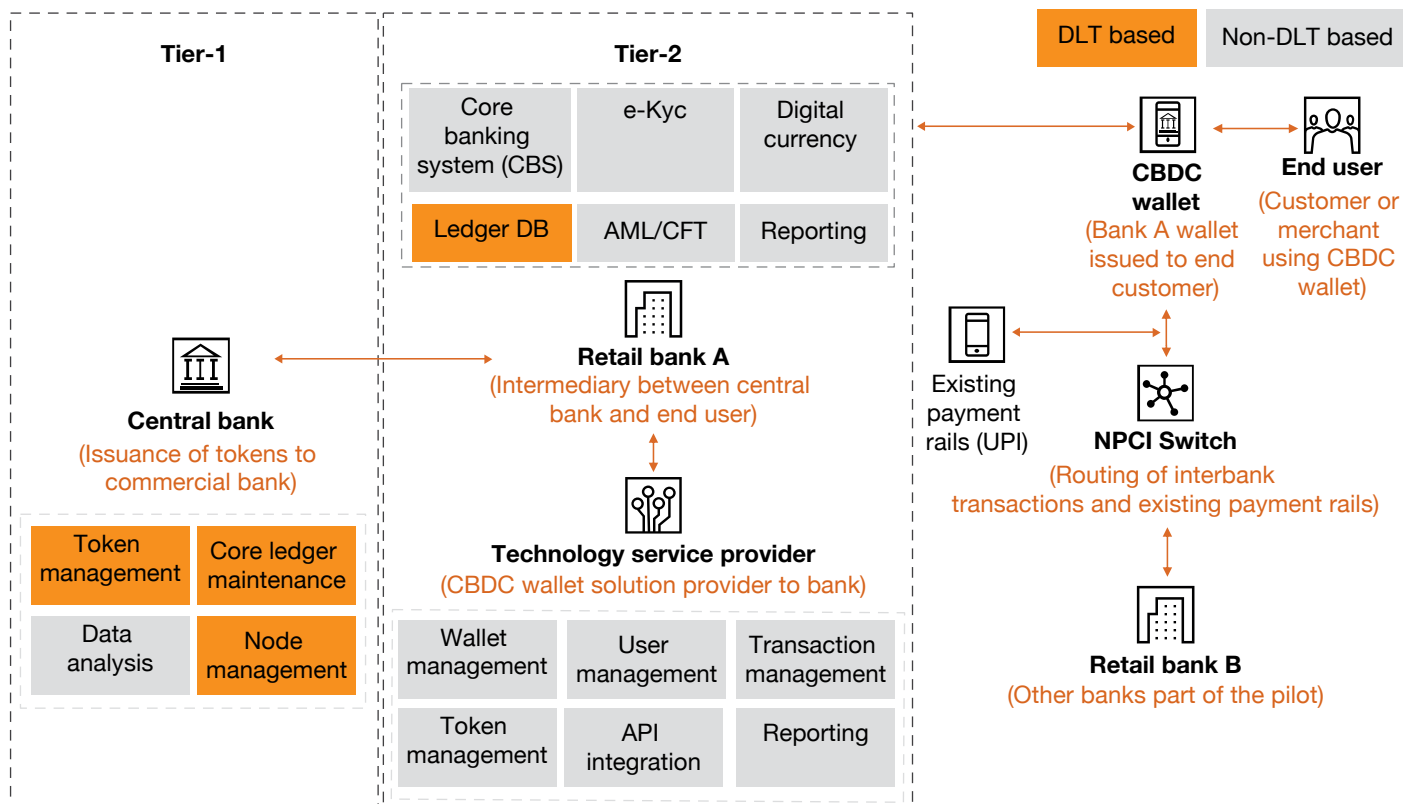 Tier-1
Tier-2
DLT based
Non-DLT based
Core
banking
system (CBS)
e-Kyc
Digital
currency
Ledger DB
AML/CFT
Reporting
Retail bank A
(Intermediary between central
bank and end user)
Central bank
(Issuance of tokens to
commercial bank)
Token
management
Core ledger
maintenance
Data
analysis
Node
management
Technology service provider
(CBDC wallet solution provider to bank)
Wallet
management
User
management
Transaction
management
Token
management
API
integration
Reporting
CBDC
wallet
(Bank A wallet
issued to end
customer)
End user
(Customer or
merchant
using CBDC
wallet)
Existing
payment
rails (UPI)
NPCI Switch
(Routing of interbank
transactions and existing payment rails)
Retail bank B
(Other banks part of the pilot)